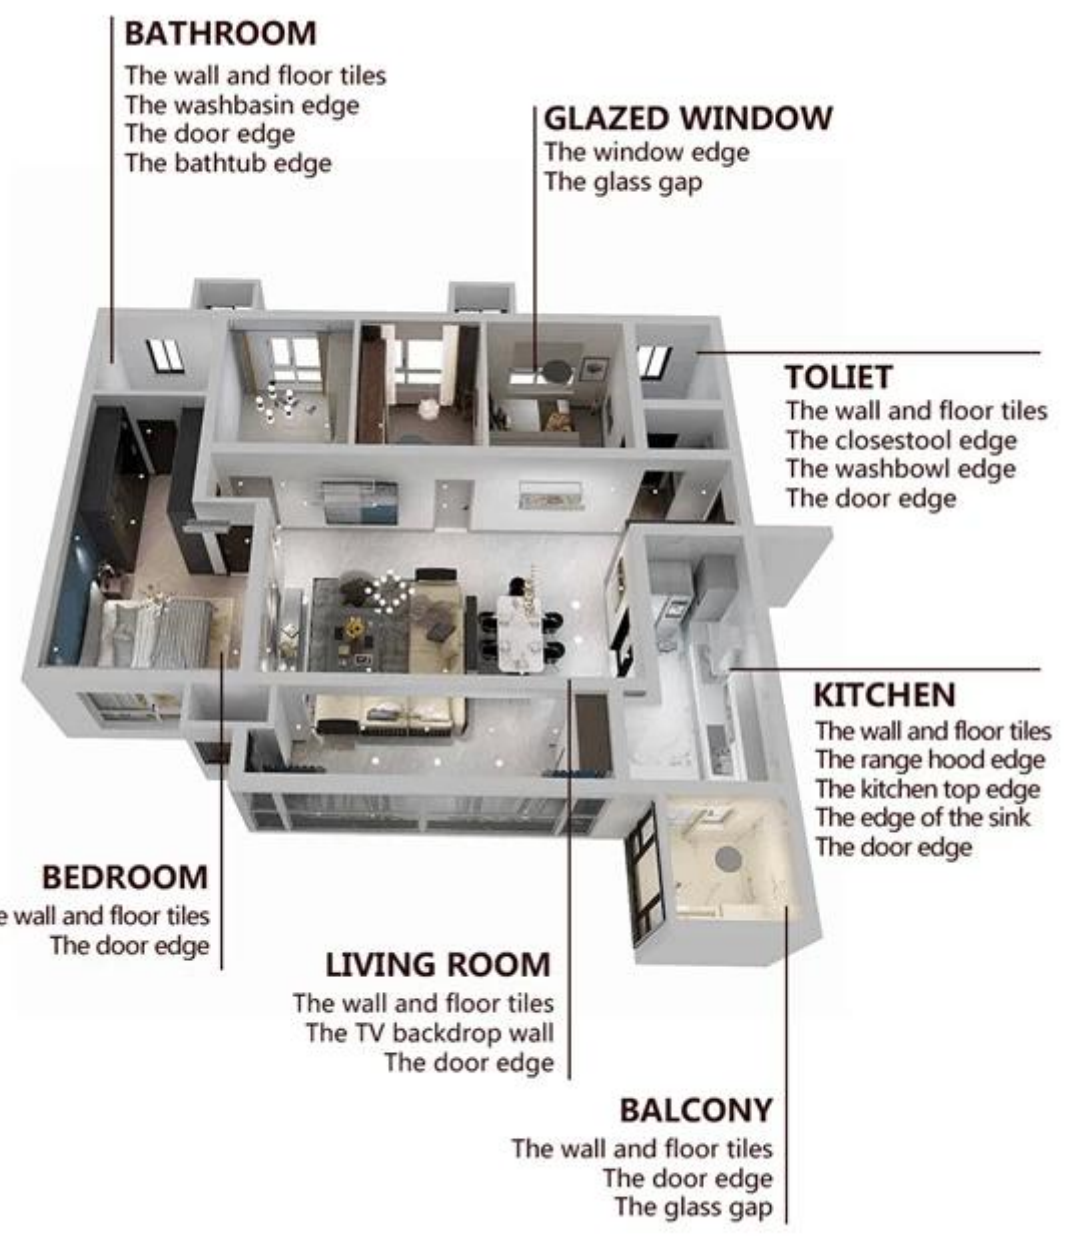 BATHROOM
The wall and floor tiles
The washbasin edge
The door edge
The bathtub edge
GLAZED WINDOW
The window edge
The glass gap
TOLIET
The wall and floor tiles
The closestool edge
The washbowl edge
The door edge
KITCHEN
The wall and floor tiles
The range hood edge
The kitchen top edge
The edge of the sink
The door edge
BEDROOM
e wall and floor tiles
The door edge
LIVING ROOM
The wall and floor tiles
The TV backdrop wall
The door edge
BALCONY
The wall and floor tiles
The door edge
The glass gap